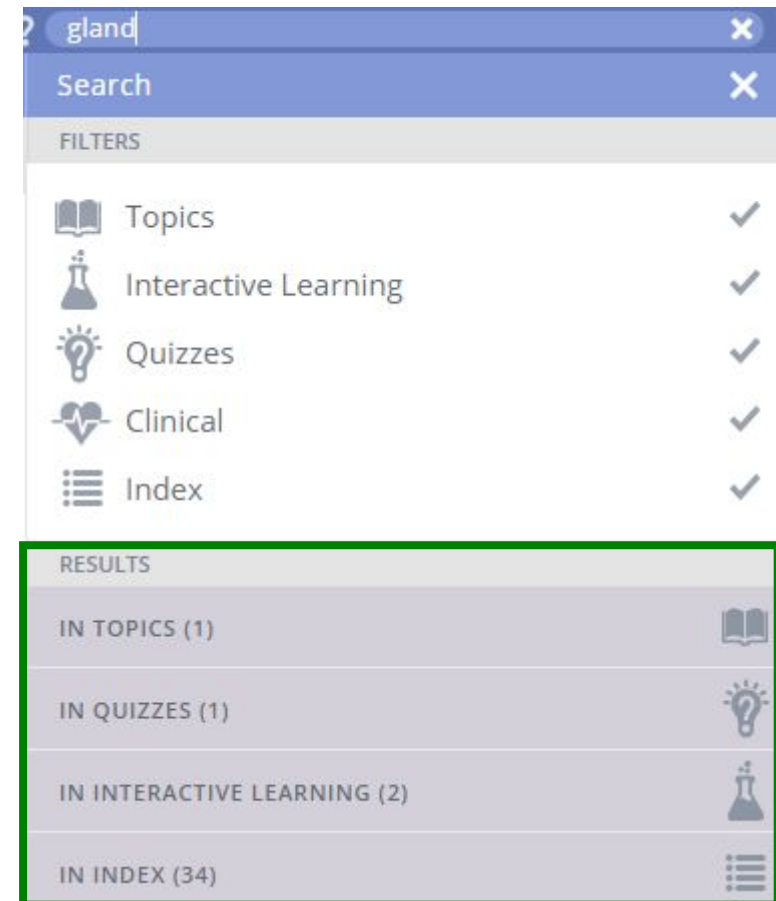 ? gland
Search
FILTERS
Topics
Interactive Learning
Quizzes
Clinical
Index
RESULTS
IN TOPICS (1)
IN QUIZZES (1)
IN INTERACTIVE LEARNING (2)
IN INDEX (34)